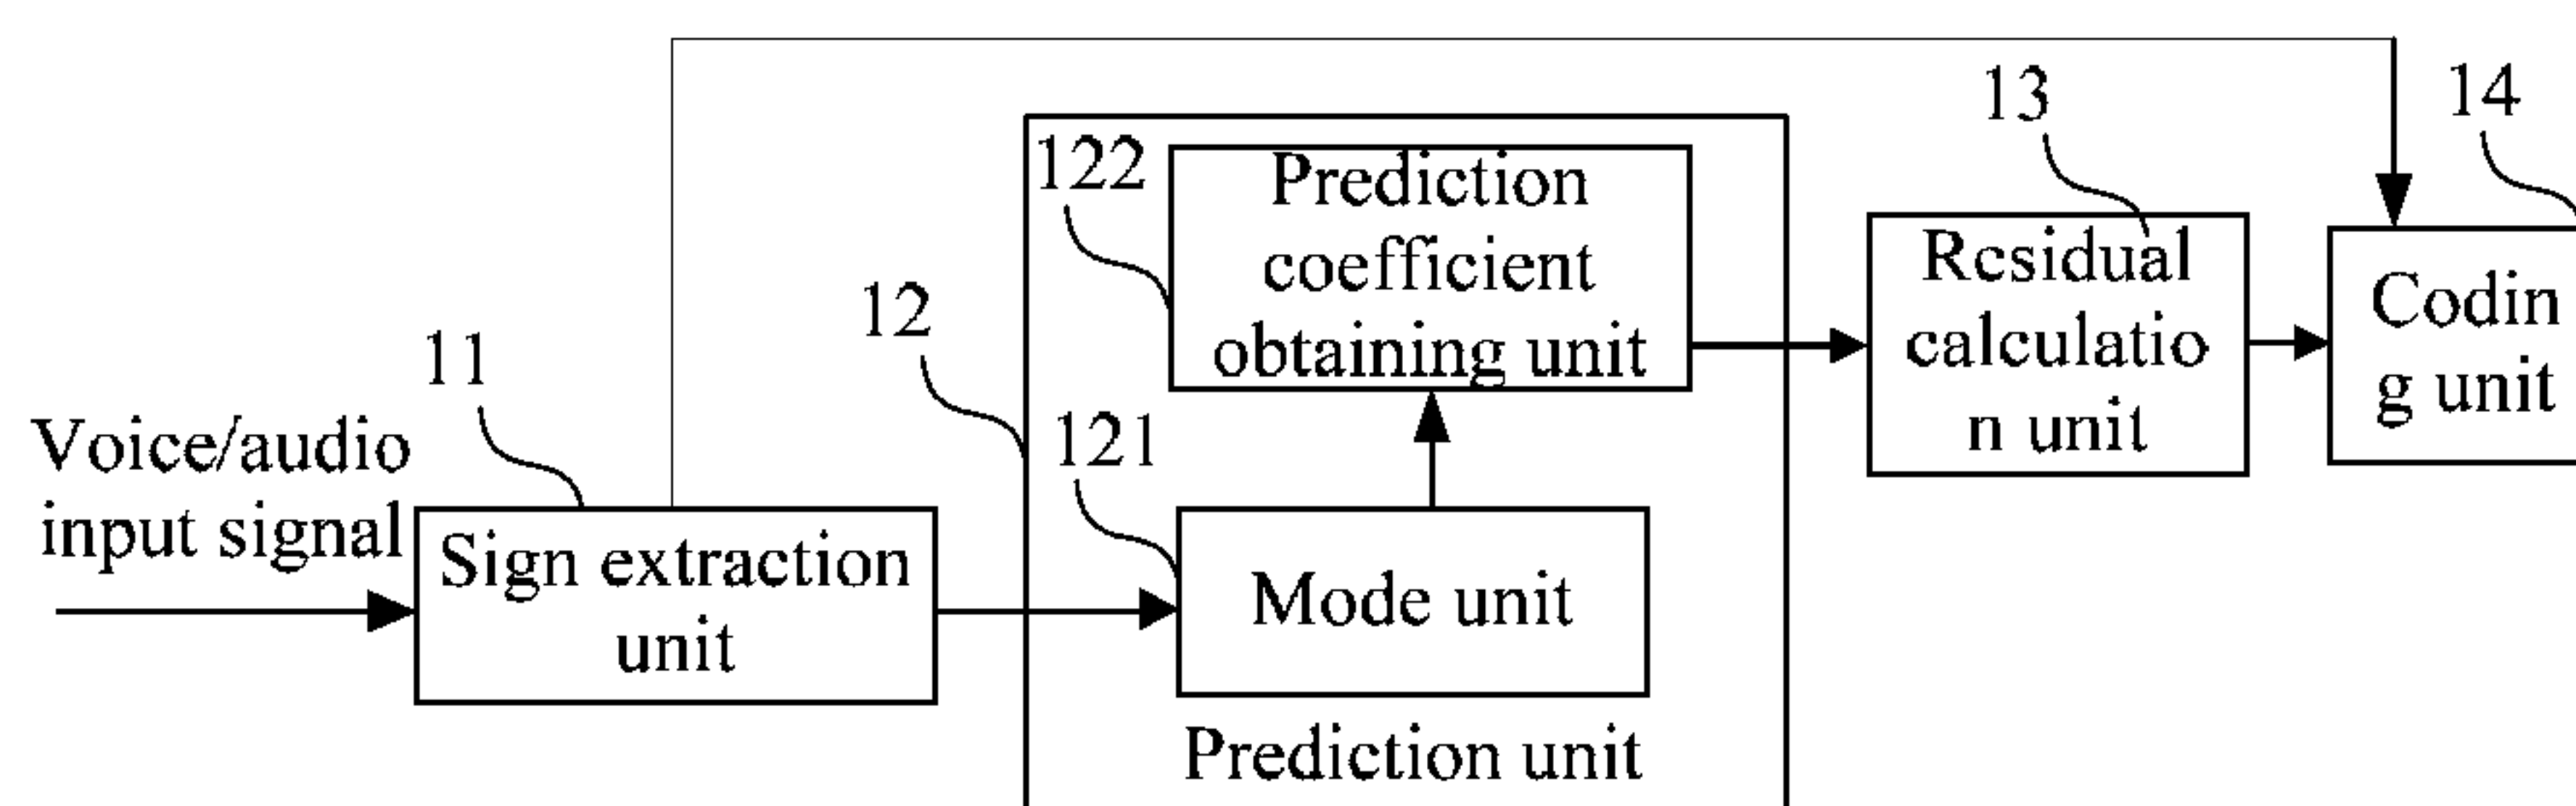 13
14
122
Prediction
coefficient
obtaining unit
Residual
calculatio
n unit
Codin
g unit
12
11
121
Voice/audio
input signal
Sign extraction
unit
Mode unit
Prediction unit